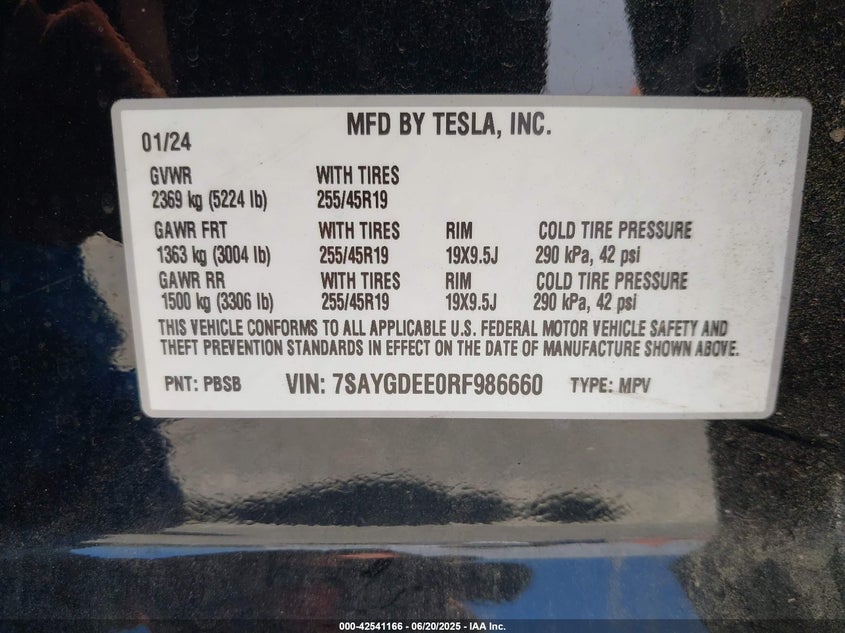 MFD BY TESLA, INC.
01/24
GVWR WITH TIRES
2369 kg (5224 lb) 255/45R19
GAWR FRT WITH TIRES RIM COLD TIRE PRESSURE
1363 kg (3004 lb) 255/45R19 19X9.5J 290 kPa, 42 psi
GAWR RR WITH TIRES RIM COLD TIRE PRESSURE
1500 kg (3306 lb) 255/45R19 19X9.5J 290 kPa, 42 psi
THIS VEHICLE CONFORMS TO ALL APPLICABLE U.S. FEDERAL MOTOR VEHICLE SAFETY AND
THEFT PREVENTION STANDARDS IN EFFECT ON THE DATE OF MANUFACTURE SHOWN ABOVE.
PNT: PBSB VIN: 7SAYGDEE0RF986660 TYPE: MPV
000-42541166 - 06/20/2025 - IAA Inc.